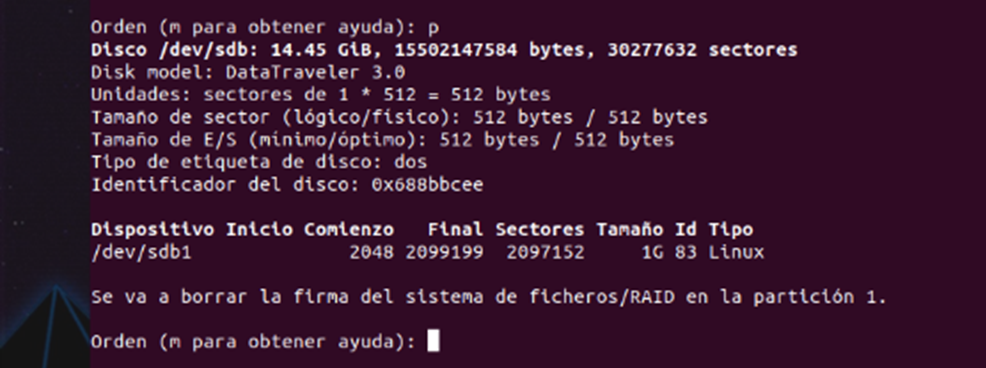 Orden (m para obtener ayuda): p
Disco /dev/sdb: 14.45 GiB, 15502147584 bytes, 30277632 sectores
Disk model: DataTraveler 3.0
Unidades: sectores de 1 * 512 = 512 bytes
Tamaño de sector (lógico/físico): 512 bytes / 512 bytes
Tamaño de E/S (mínimo/óptimo): 512 bytes / 512 bytes
Tipo de etiqueta de disco: dos
Identificador del disco: 0x688bbcee
Dispositivo Inicio Comienzo Final Sectores Tamaño Id Tipo
/dev/sdb1 2048 2099199 2097152 1G 83 Linux
Se va a borrar la firma del sistema de ficheros/RAID en la partición 1.
Orden (m para obtener ayuda):